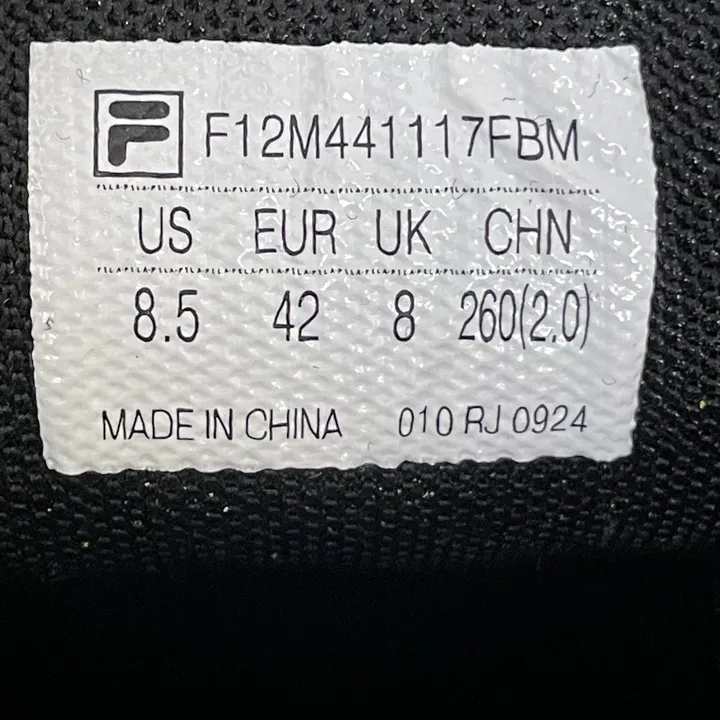 F12M441117FBM
US EUR UK CHN
8.5 42 8 260(2.0)
MADE IN CHINA 010 RJ 0924